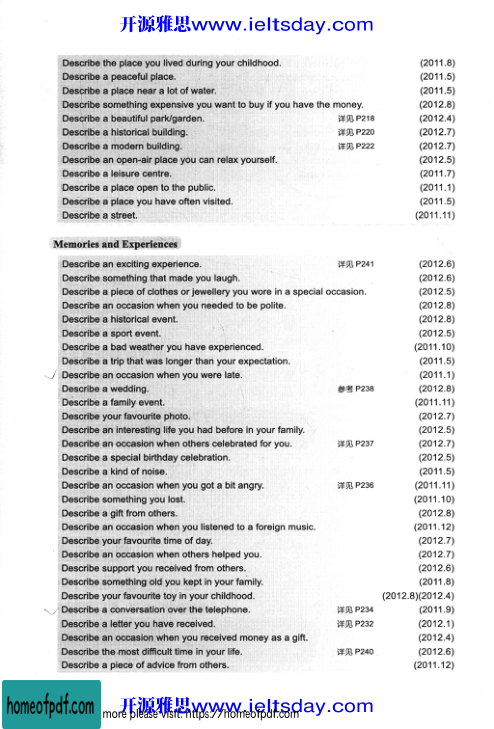 开源雅思www.ieltsday.com
Describe the place you lived during your childhood. (2011.8)
Describe a peaceful place. (2011.5)
Describe a place near a lot of water. (2011.5)
Describe something expensive you want to buy if you have the money. (2012.8)
Describe a beautiful park/garden. 详见 P218 (2012.4)
Describe a historical building. 详见 P220 (2012.7)
Describe a modern building. 详见 P222 (2012.7)
Describe an open-air place you can relax yourself. (2012.5)
Describe a leisure centre. (2011.7)
Describe a place open to the public. (2011.1)
Describe a place you have often visited. (2011.5)
Describe a street. (2011.11)
Memories and Experiences
Describe an exciting experience. 详见 P241 (2012.6)
Describe something that made you laugh. (2012.6)
Describe a piece of clothes or jewellery you wore in a special occasion. (2012.5)
Describe an occasion when you needed to be polite. (2012.8)
Describe a historical event. (2012.8)
Describe a sport event. (2012.5)
Describe a bad weather you have experienced. (2011.10)
Describe a trip that was longer than your expectation. (2011.5)
Describe an occasion when you were late. (2011.1)
Describe a wedding. 参考 P238 (2012.8)
Describe a family event. (2011.11)
Describe your favourite photo. (2012.7)
Describe an interesting life you had before in your family. (2012.5)
Describe an occasion when others celebrated for you. 详见 P237 (2012.7)
Describe a special birthday celebration. (2012.5)
Describe a kind of noise. (2011.5)
Describe an occasion when you got a bit angry. 详见 P236 (2011.11)
Describe something you lost. (2011.10)
Describe a gift from others. (2012.8)
Describe an occasion when you listened to a foreign music. (2011.12)
Describe your favourite time of day. (2012.7)
Describe an occasion when others helped you. (2012.7)
Describe support you received from others. (2012.6)
Describe something old you kept in your family. (2011.8)
Describe your favourite toy in your childhood. (2012.8)(2012.4)
Describe a conversation over the telephone. 详见 P234 (2011.9)
Describe a letter you have received. 详见 P232 (2012.1)
Describe an occasion when you received money as a gift. (2012.4)
Describe the most difficult time in your life. 详见 P240 (2012.6)
Describe a piece of advice from others. (2011.12)
开源雅思www.ieltsday.com
homeofpdf.com
more please visit: https://homeofpdf.com